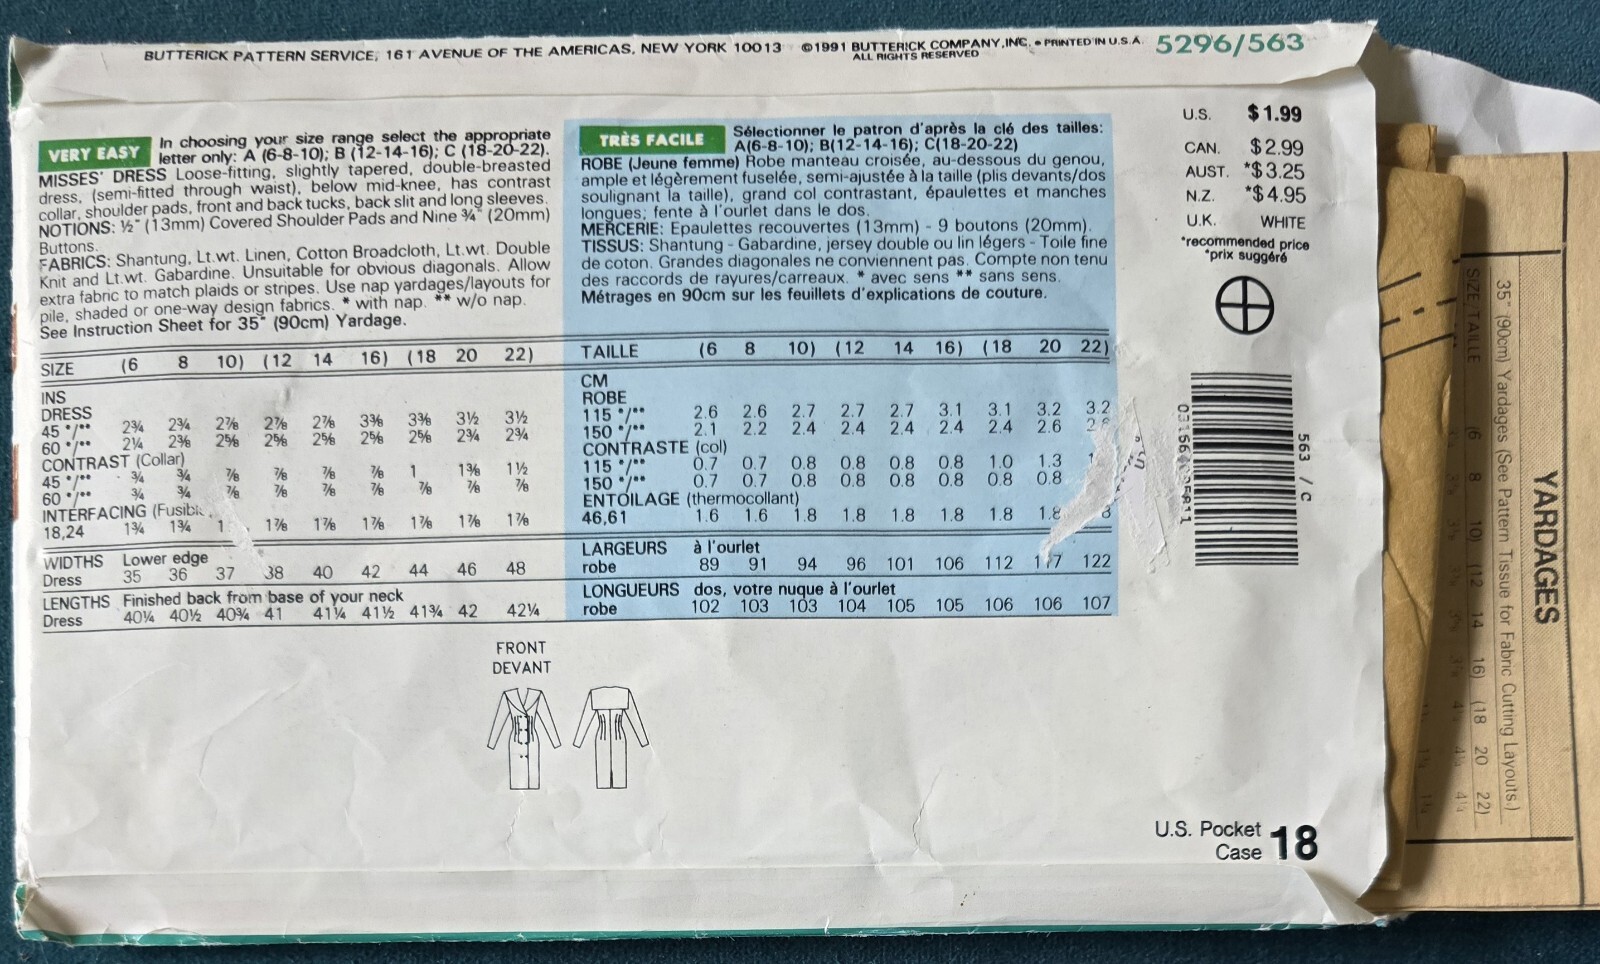 BUTTERICK PATTERN SERVICE, 161 AVENUE OF THE AMERICAS, NEW YORK 10013 ©1991 BUTTERICK COMPANY, INC. • PRINTED IN U.S.A. 5296/563
ALL RIGHTS RESERVED
VERY EASY In choosing your size range select the appropriate
letter only: A (6-8-10); B (12-14-16); C (18-20-22).
MISSES' DRESS Loose-fitting, slightly tapered, double-breasted
dress, (semi-fitted through waist), below mid-knee, has contrast
collar, shoulder pads, front and back tucks, back slit and long sleeves.
NOTIONS: ½" (13mm) Covered Shoulder Pads and Nine ¾" (20mm)
Buttons.
FABRICS: Shantung, Lt.wt. Linen, Cotton Broadcloth, Lt.wt. Double
Knit and Lt.wt. Gabardine. Unsuitable for obvious diagonals. Allow
extra fabric to match plaids or stripes. Use nap yardages/layouts for
pile, shaded or one-way design fabrics. * with nap. ** w/o nap.
See Instruction Sheet for 35" (90cm) Yardage.
SIZE (6 8 10) (12 14 16) (18 20 22)
INS
DRESS
45 */** 2¾ 2¾ 2⅞ 2⅞ 2⅞ 3⅜ 3⅜ 3½ 3½
60 */** 2¼ 2⅜ 2⅝ 2⅝ 2⅝ 2⅝ 2⅝ 2¾ 2¾
CONTRAST (Collar)
45 */** ¾ ¾ ⅞ ⅞ ⅞ ⅞ 1 1⅜ 1½
60 */** ¾ ¾ ⅞ ⅞ ⅞ ⅞ ⅞ ⅞ ⅞
INTERFACING
18,24 1¾ 1¾ 1 1⅞ 1⅞ 1⅞ 1⅞ 1⅞ 1⅞
WIDTHS Lower edge
Dress 35 36 37 38 40 42 44 46 48
LENGTHS Finished back from base of your neck
Dress 40¼ 40½ 40¾ 41 41¼ 41½ 41¾ 42 42¼
TRÈS FACILE Sélectionner le patron d'après la clé des tailles:
A(6-8-10); B(12-14-16); C(18-20-22)
ROBE (Jeune femme) Robe manteau croisée, au-dessous du genou,
ample et légèrement fuselée, semi-ajustée à la taille (plis devants/dos
soulignant la taille), grand col contrastant, épaulettes et manches
longues; fente à l'ourlet dans le dos.
MERCERIE: Epaulettes recouvertes (13mm) - 9 boutons (20mm).
TISSUS: Shantung - Gabardine, jersey double ou lin légers - Toile fine
de coton. Grandes diagonales ne conviennent pas. Compte non tenu
des raccords de rayures/carreaux. * avec sens ** sans sens.
Métrages en 90cm sur les feuillets d'explications de couture.
TAILLE (6 8 10) (12 14 16) (18 20 22)
CM
ROBE
115 */** 2.6 2.6 2.7 2.7 2.7 3.1 3.1 3.2 3.2
150 */** 2.1 2.2 2.4 2.4 2.4 2.4 2.4 2.6
CONTRASTE (col)
115 */** 0.7 0.7 0.8 0.8 0.8 0.8 1.0 1.3
150 */** 0.7 0.7 0.8 0.8 0.8 0.8 0.8 0.8
ENTOILAGE (thermocollant)
46,61 1.6 1.6 1.8 1.8 1.8 1.8 1.8 1.8
LARGEURS à l'ourlet
robe 89 91 94 96 101 106 112 117 122
LONGUEURS dos, votre nuque à l'ourlet
robe 102 103 103 104 105 105 106 106 107
U.S. $1.99
CAN. $2.99
AUST. *$3.25
N.Z. *$4.95
U.K. WHITE
*recommended price
*prix suggéré
563 / C
FRONT
DEVANT
U.S. Pocket
Case 18
YARDAGES
35" (90cm) Yardages (See Pattern Tissue for Fabric Cutting Layouts.)
SIZE/TAILLE (6 8 10) (12 14 16) (18 20 22)